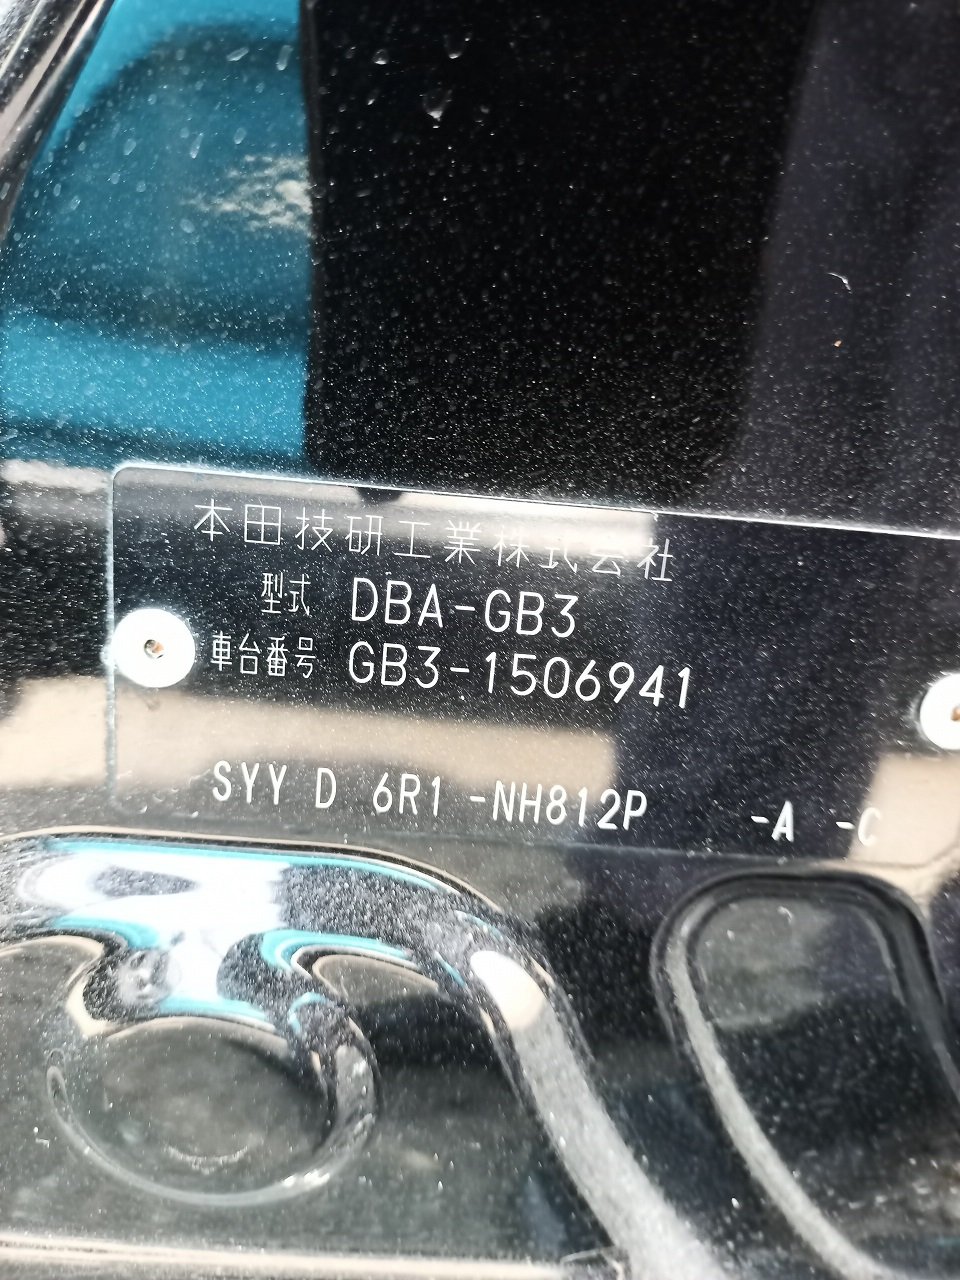 本田技研工業株式会社
型式 DBA-GB3
車台番号 GB3-1506941
SYY D 6R1 -NH812P -A -C